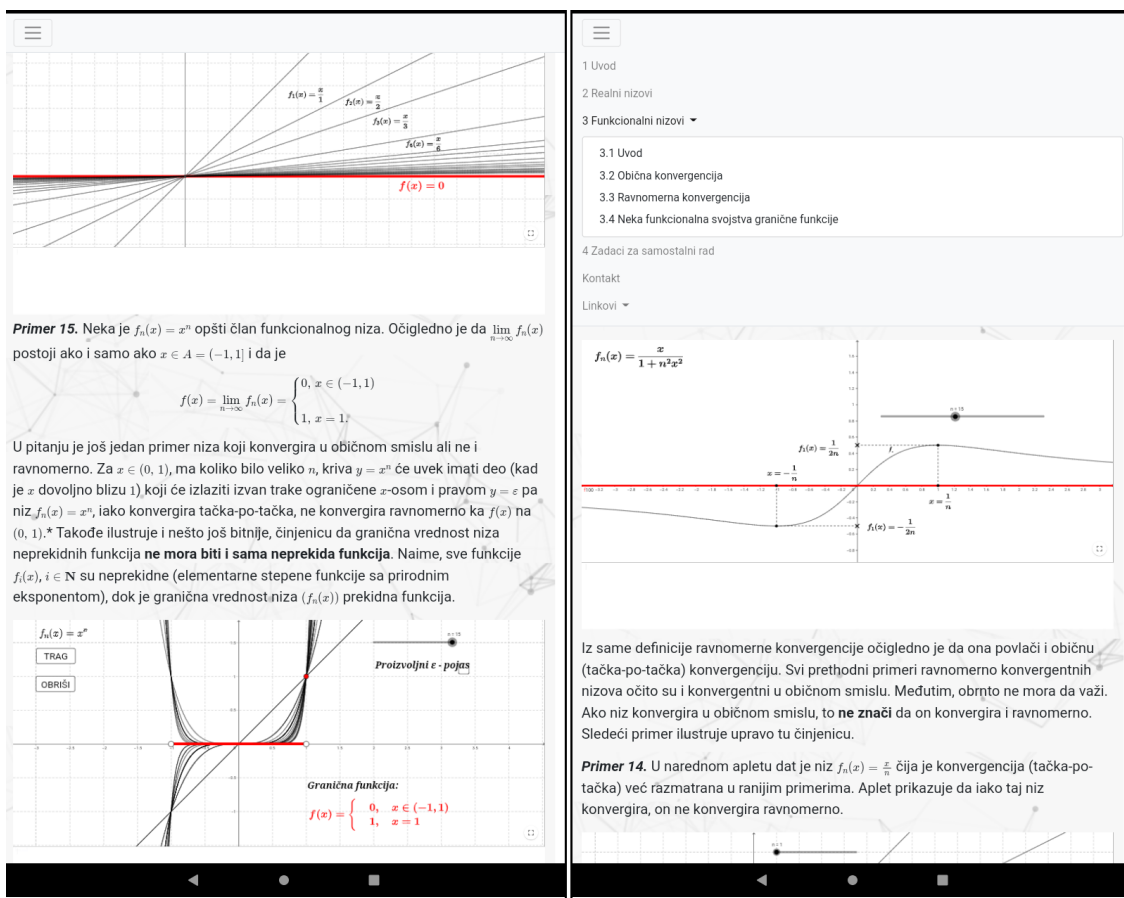 f₁(x) = x/1
f₂(x) = x/2
f₃(x) = x/3
f₆(x) = x/6
f(x) = 0
Primer 15. Neka je fₙ(x) = xⁿ opšti član funkcionalnog niza. Očigledno je da lim n→∞ fₙ(x)
postoji ako i samo ako x ∈ A = (−1, 1] i da je
f(x) = lim n→∞ fₙ(x) = { 0, x ∈ (−1, 1)
1, x = 1.
U pitanju je još jedan primer niza koji konvergira u običnom smislu ali ne i
ravnomerno. Za x ∈ (0, 1), ma koliko bilo veliko n, kriva y = xⁿ će uvek imati deo (kad
je x dovoljno blizu 1) koji će izlaziti izvan trake ograničene x-osom i pravom y = ε pa
niz fₙ(x) = xⁿ, iako konvergira tačka-po-tačka, ne konvergira ravnomerno ka f(x) na
(0, 1).* Takođe ilustruje i nešto još bitnije, činjenicu da granična vrednost niza
neprekidnih funkcija ne mora biti i sama neprekida funkcija. Naime, sve funkcije
fᵢ(x), i ∈ N su neprekidne (elementarne stepene funkcije sa prirodnim
eksponentom), dok je granična vrednost niza (fₙ(x)) prekidna funkcija.
fₙ(x) = xⁿ
TRAG
OBRIŠI
n = 15
Proizvoljni ε - pojas
Granična funkcija:
f(x) = { 0, x ∈ (−1, 1)
1, x = 1
1 Uvod
2 Realni nizovi
3 Funkcionalni nizovi
3.1 Uvod
3.2 Obična konvergencija
3.3 Ravnomerna konvergencija
3.4 Neka funkcionalna svojstva granične funkcije
4 Zadaci za samostalni rad
Kontakt
Linkovi
fₙ(x) = x / (1 + n²x²)
f₁(x) = 1/2n
x = −1/n
x = 1/n
f₁(x) = −1/2n
Iz same definicije ravnomerne konvergencije očigledno je da ona povlači i običnu
(tačka-po-tačka) konvergenciju. Svi prethodni primeri ravnomerno konvergentnih
nizova očito su i konvergentni u običnom smislu. Međutim, obrnto ne mora da važi.
Ako niz konvergira u običnom smislu, to ne znači da on konvergira i ravnomerno.
Sledeći primer ilustruje upravo tu činjenicu.
Primer 14. U narednom apletu dat je niz fₙ(x) = x/n čija je konvergencija (tačka-po-
tačka) već razmatrana u ranijim primerima. Aplet prikazuje da iako taj niz
konvergira, on ne konvergira ravnomerno.